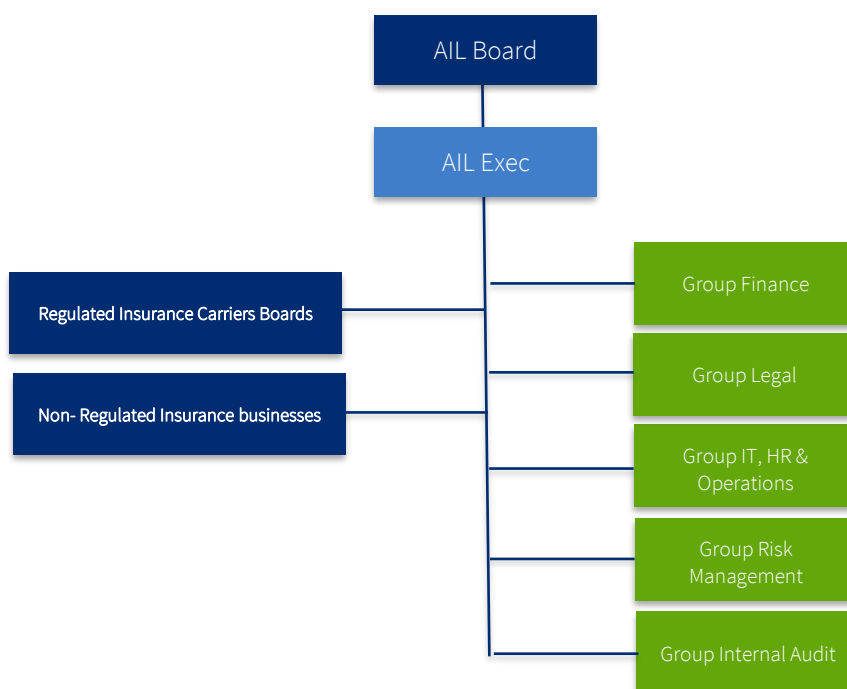 AIL Board
AIL Exec
Regulated Insurance Carriers Boards
Non- Regulated Insurance businesses
Group Finance
Group Legal
Group IT, HR &
Operations
Group Risk
Management
Group Internal Audit